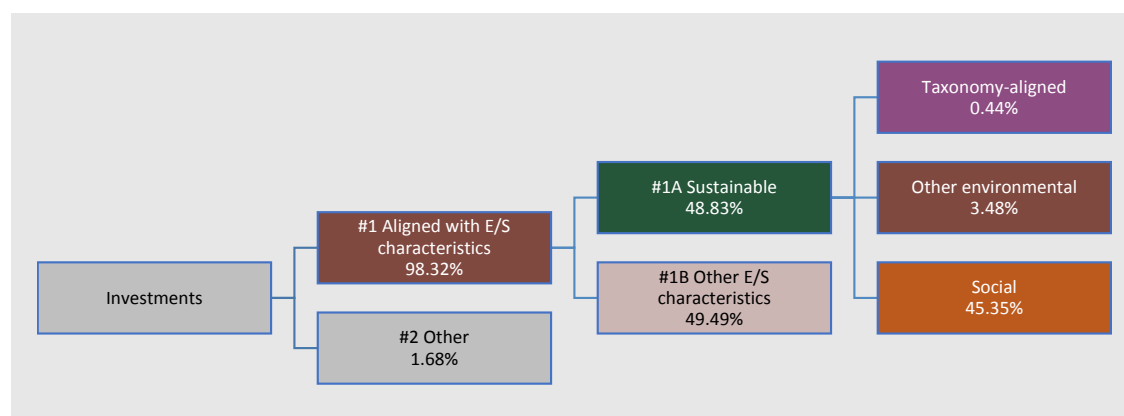 Investments
#1 Aligned with E/S
characteristics
98.32%
#2 Other
1.68%
#1A Sustainable
48.83%
#1B Other E/S
characteristics
49.49%
Taxonomy-aligned
0.44%
Other environmental
3.48%
Social
45.35%